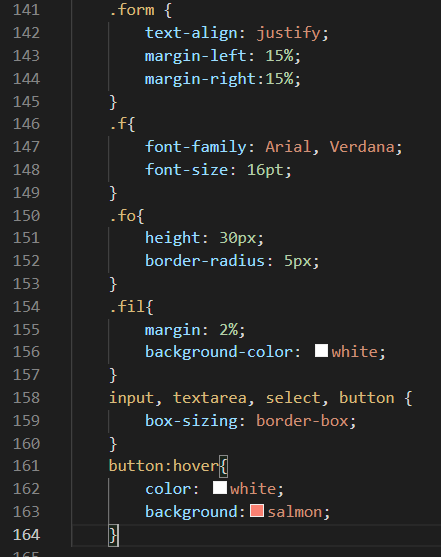 141 .form {
142 text-align: justify;
143 margin-left: 15%;
144 margin-right:15%;
145 }
146 .f{
147 font-family: Arial, Verdana;
148 font-size: 16pt;
149 }
150 .fo{
151 height: 30px;
152 border-radius: 5px;
153 }
154 .fil{
155 margin: 2%;
156 background-color: white;
157 }
158 input, textarea, select, button {
159 box-sizing: border-box;
160 }
161 button:hover{
162 color: white;
163 background:salmon;
164 }
165